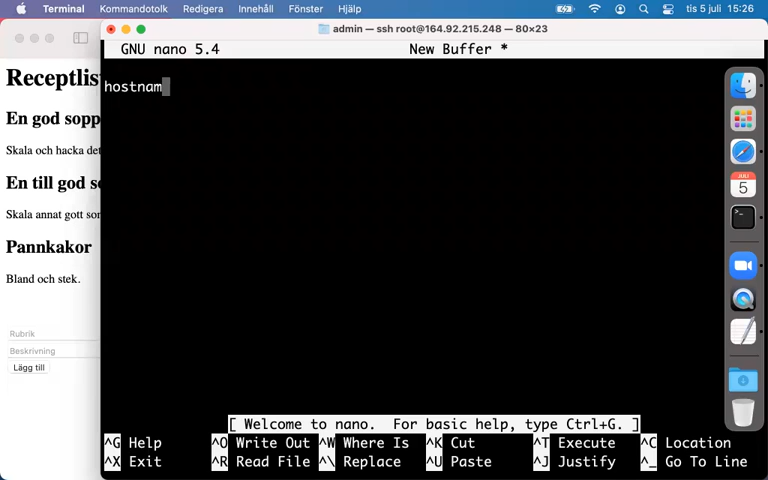 Terminal Kommandotolk Redigera Innehåll Fönster Hjälp tis 5 juli 15:26
admin — ssh root@164.92.215.248 — 80×23
GNU nano 5.4 New Buffer *
hostnam
Receptlis
En god sopp
Skala och hacka det
En till god s
Skala annat gott so
Pannkakor
Bland och stek.
Rubrik
Beskrivning
Lägg till
[ Welcome to nano. For basic help, type Ctrl+G. ]
^G Help ^O Write Out ^W Where Is ^K Cut ^T Execute ^C Location
^X Exit ^R Read File ^\ Replace ^U Paste ^J Justify ^_ Go To Line
JULI
5